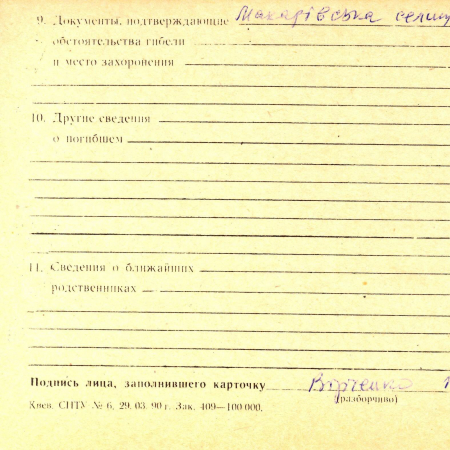 9. Документы, подтверждающие Макарівська селищ
обстоятельства гибели
и место захоронения
10. Другие сведения
о погибшем
11. Сведения о ближайших
родственниках
Подпись лица, заполнившего карточку
(разборчиво)
Киев. СПТУ № 6. 29. 03. 90 г. Зак. 409—100 000.